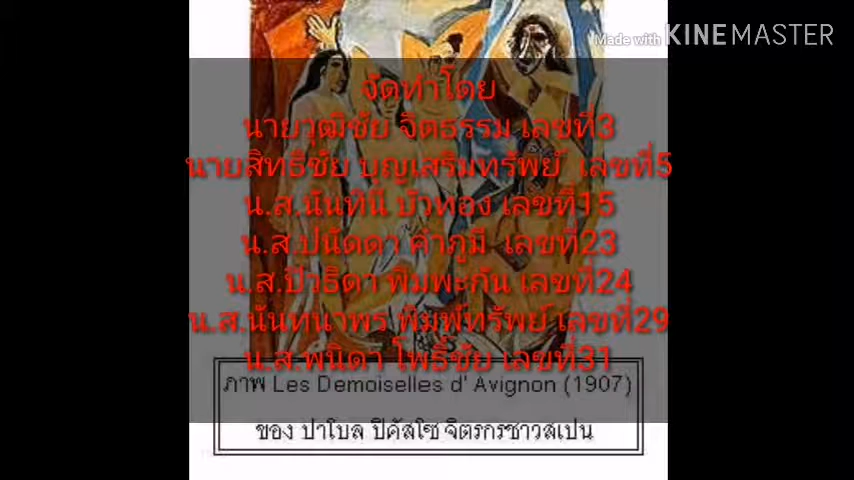 Made with KINEMASTER
จัดทำโดย
นายวุฒิชัย จิตธรรม เลขที่3
นายสิทธิชัย บุญเสริมทรัพย์ เลขที่5
น.ส.นันทินี บัวทอง เลขที่15
น.ส.ปนัดดา คำภูมี เลขที่23
น.ส.ปิวธิดา พิมพะกัน เลขที่24
น.ส.นันทนาพร พิมพ์ทรัพย์ เลขที่29
น.ส.พนิดา โพธิ์ชัย เลขที่31
ภาพ Les Demoiselles d' Avignon (1907)
ของ ปาโบล ปิคัสโซ จิตรกรชาวสเปน